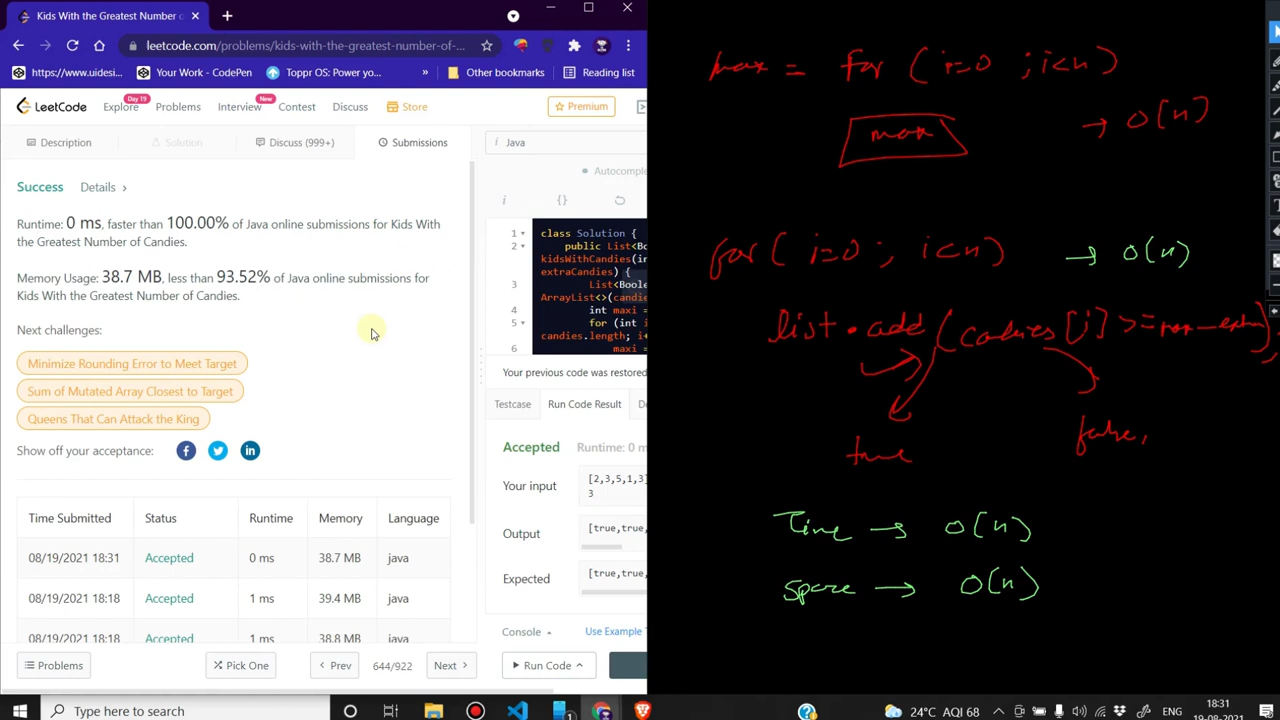 Kids With the Greatest Number o
leetcode.com/problems/kids-with-the-greatest-number-of-...
https://www.uidesi...
Your Work - CodePen
Toppr OS: Power yo...
»
Other bookmarks
Reading list
LeetCode
Explore
Day 19
Problems
Interview
New
Contest
Discuss
Store
Premium
Description
Solution
Discuss (999+)
Submissions
i Java
Autocomple
Success Details >
Runtime: 0 ms, faster than 100.00% of Java online submissions for Kids With
the Greatest Number of Candies.
Memory Usage: 38.7 MB, less than 93.52% of Java online submissions for
Kids With the Greatest Number of Candies.
Next challenges:
Minimize Rounding Error to Meet Target
Sum of Mutated Array Closest to Target
Queens That Can Attack the King
Show off your acceptance:
Time Submitted Status Runtime Memory Language
08/19/2021 18:31 Accepted 0 ms 38.7 MB java
08/19/2021 18:18 Accepted 1 ms 39.4 MB java
08/19/2021 18:18 Accepted 1 ms 38.8 MB java
Problems
Pick One
< Prev
644/922
Next >
1 class Solution {
2 public List<Bo
kidsWithCandies(in
extraCandies) {
3 List<Boole
ArrayList<>(candie
4 int maxi =
5 for (int i
candies.length; i+
6 maxi =
Your previous code was restored
Testcase
Run Code Result
Accepted Runtime: 0 m
Your input
[2,3,5,1,3]
3
Output
[true,true,
Expected
[true,true,
Console
Use Example T
Run Code
max = for ( i=0 ; i<n )
max
→ O(n)
for ( i=0 ; i<n ) → O(n)
list.add (candies[i] >= max-extra);
true
false,
Time → O(n)
Space → O(n)
Type here to search
24°C AQI 68
18:31
19-08-2021